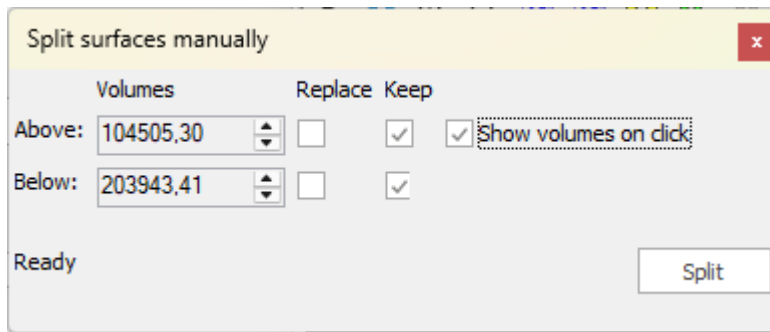 Split surfaces manually
x
Volumes Replace Keep
Above: 104505,30 Show volumes on click
Below: 203943,41
Ready Split